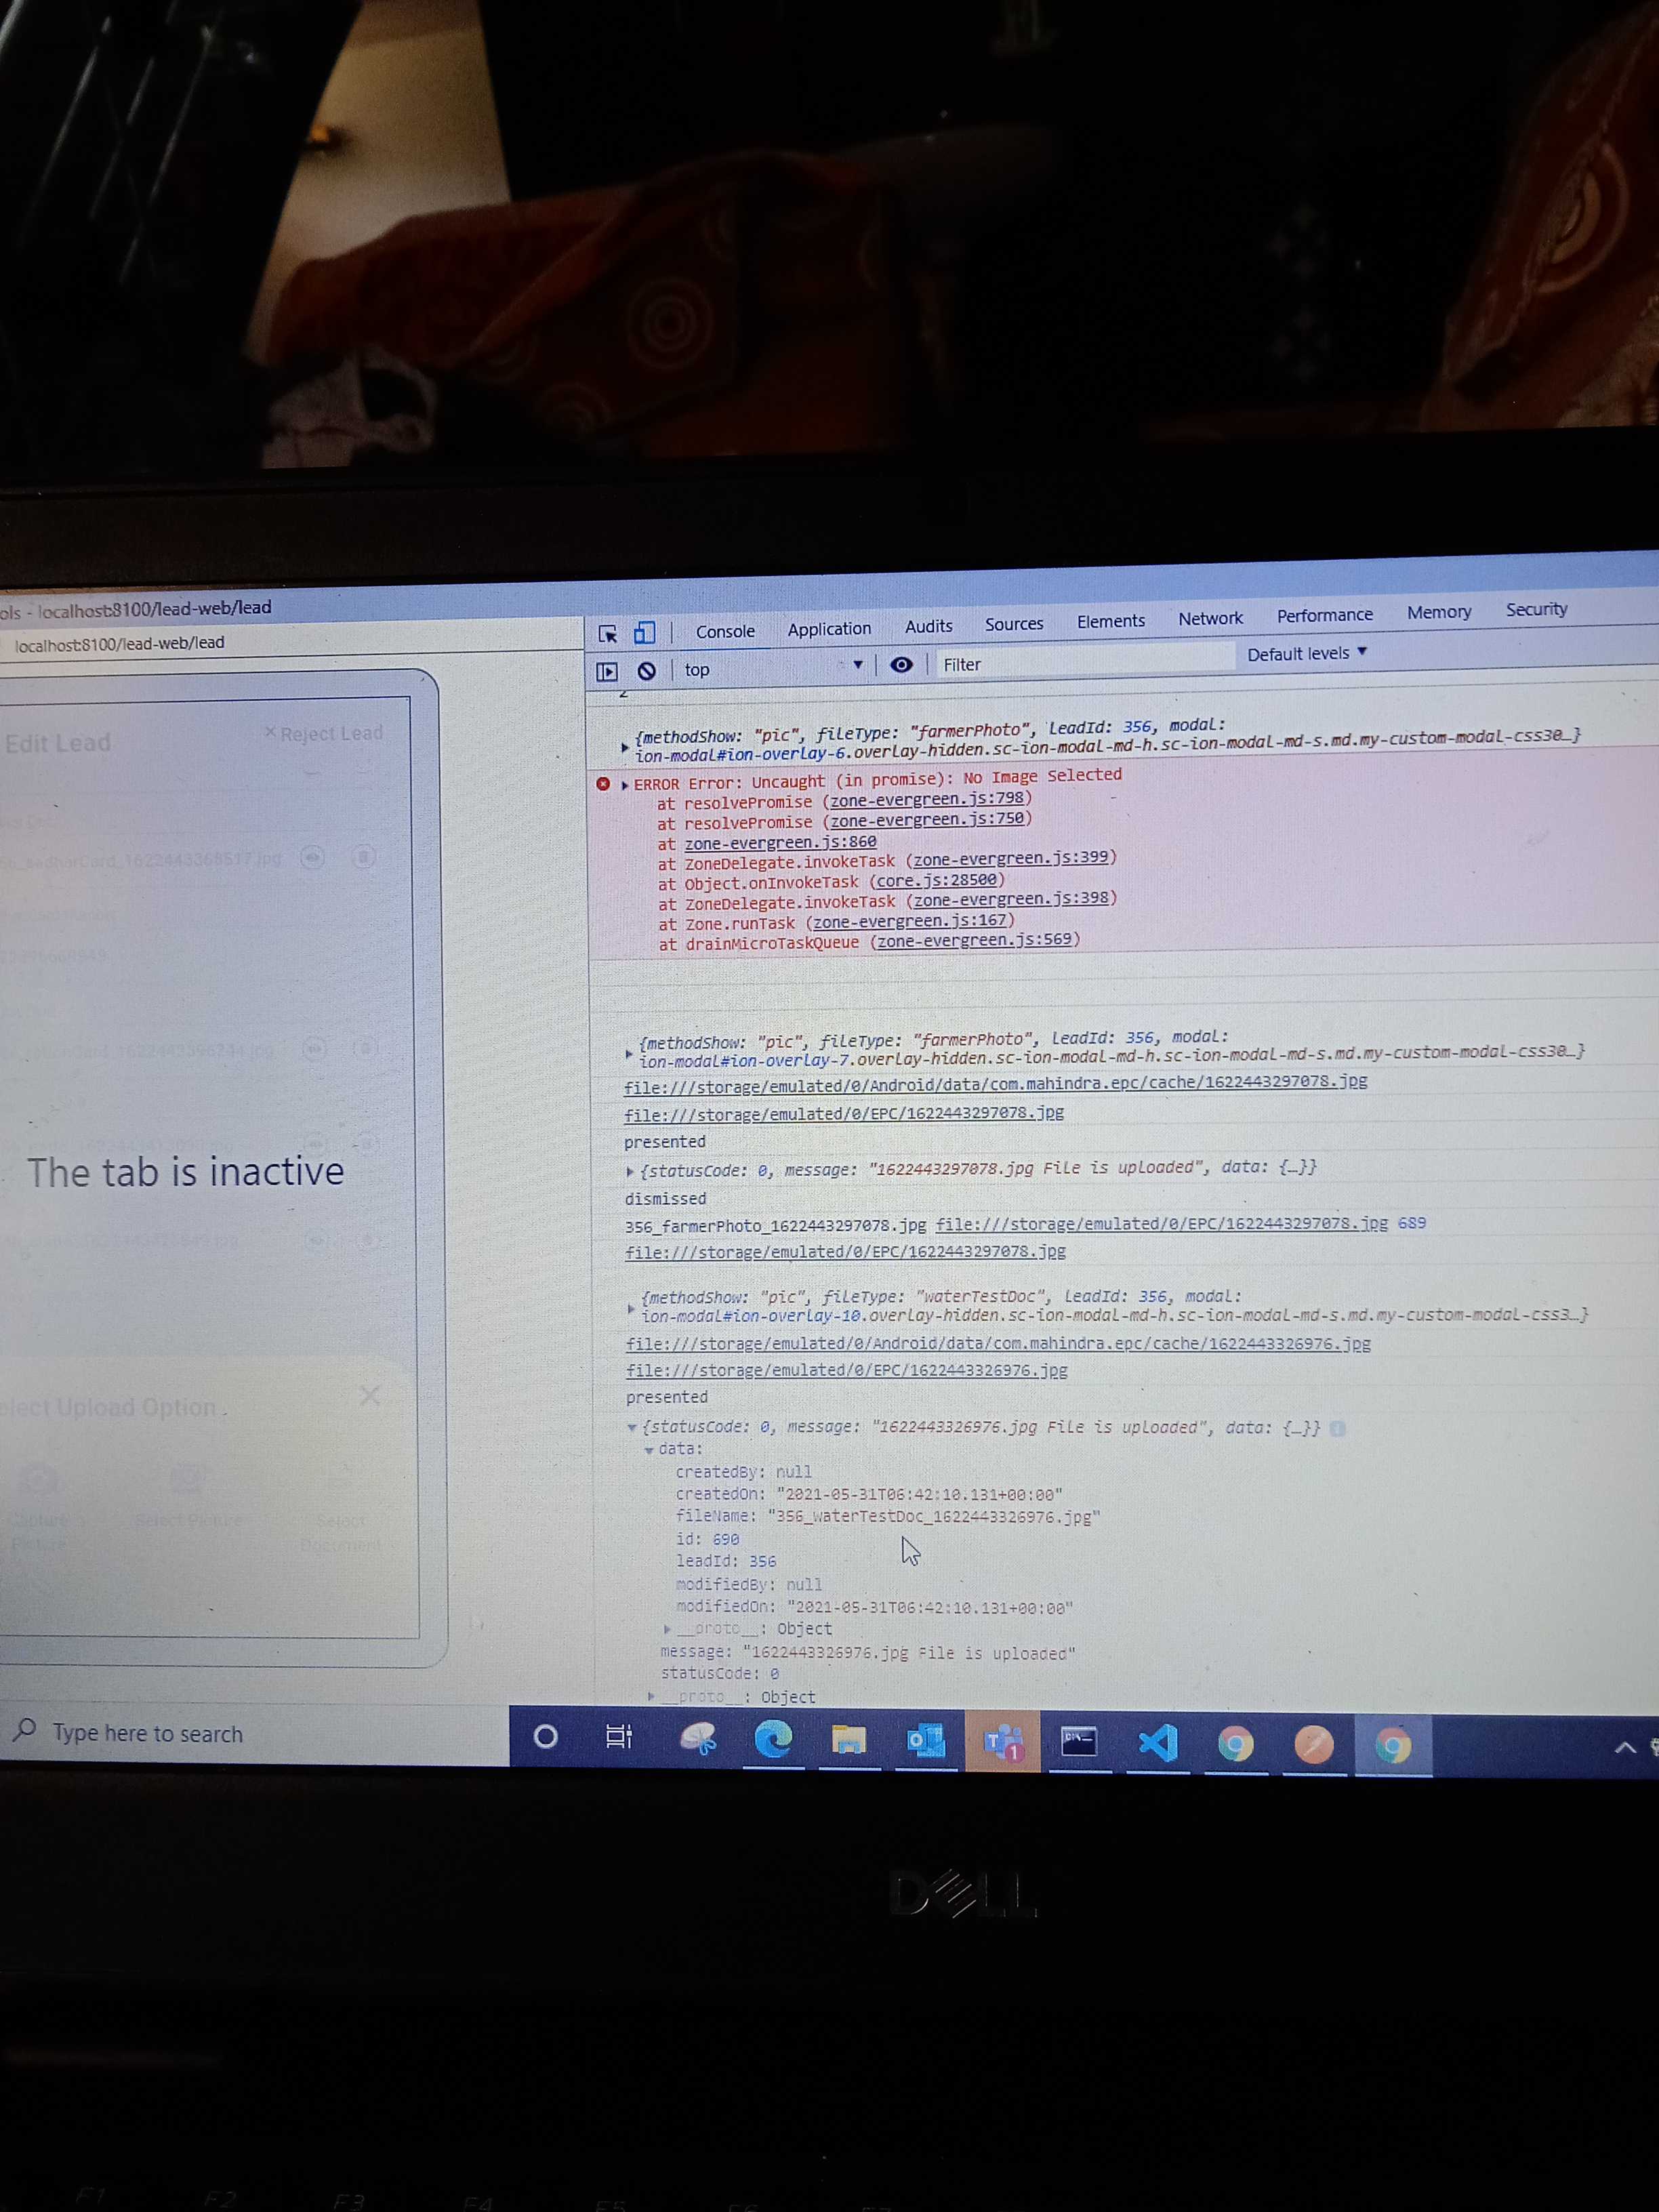 ols - localhost:8100/lead-web/lead
localhost:8100/lead-web/lead
Edit Lead
× Reject Lead
The tab is inactive
elect Upload Option
×
Capture
Picture
Select Picture
Select
Document
Console Application Audits Sources Elements Network Performance Memory Security
top
Filter
Default levels ▼
{methodShow: "pic", fileType: "farmerPhoto", LeadId: 356, modal:
ion-modal#ion-overlay-6.overlay-hidden.sc-ion-modal-md-h.sc-ion-modal-md-s.md.my-custom-modal-css30…}
ERROR Error: Uncaught (in promise): No Image Selected
at resolvePromise (zone-evergreen.js:798)
at resolvePromise (zone-evergreen.js:750)
at zone-evergreen.js:860
at ZoneDelegate.invokeTask (zone-evergreen.js:399)
at Object.onInvokeTask (core.js:28500)
at ZoneDelegate.invokeTask (zone-evergreen.js:398)
at Zone.runTask (zone-evergreen.js:167)
at drainMicroTaskQueue (zone-evergreen.js:569)
{methodShow: "pic", fileType: "farmerPhoto", LeadId: 356, modal:
ion-modal#ion-overlay-7.overlay-hidden.sc-ion-modal-md-h.sc-ion-modal-md-s.md.my-custom-modal-css30…}
file:///storage/emulated/0/Android/data/com.mahindra.epc/cache/1622443297078.jpg
file:///storage/emulated/0/EPC/1622443297078.jpg
presented
{statusCode: 0, message: "1622443297078.jpg File is uploaded", data: {…}}
dismissed
356_farmerPhoto_1622443297078.jpg file:///storage/emulated/0/EPC/1622443297078.jpg 689
file:///storage/emulated/0/EPC/1622443297078.jpg
{methodShow: "pic", fileType: "waterTestDoc", LeadId: 356, modal:
ion-modal#ion-overlay-10.overlay-hidden.sc-ion-modal-md-h.sc-ion-modal-md-s.md.my-custom-modal-css3…}
file:///storage/emulated/0/Android/data/com.mahindra.epc/cache/1622443326976.jpg
file:///storage/emulated/0/EPC/1622443326976.jpg
presented
{statusCode: 0, message: "1622443326976.jpg File is uploaded", data: {…}}
data:
createdBy: null
createdOn: "2021-05-31T06:42:10.131+00:00"
fileName: "356_waterTestDoc_1622443326976.jpg"
id: 690
leadId: 356
modifiedBy: null
modifiedOn: "2021-05-31T06:42:10.131+00:00"
__proto__: Object
message: "1622443326976.jpg File is uploaded"
statusCode: 0
__proto__: Object
Type here to search
1
DELL
F1 F2 F3 F4 F5 F6